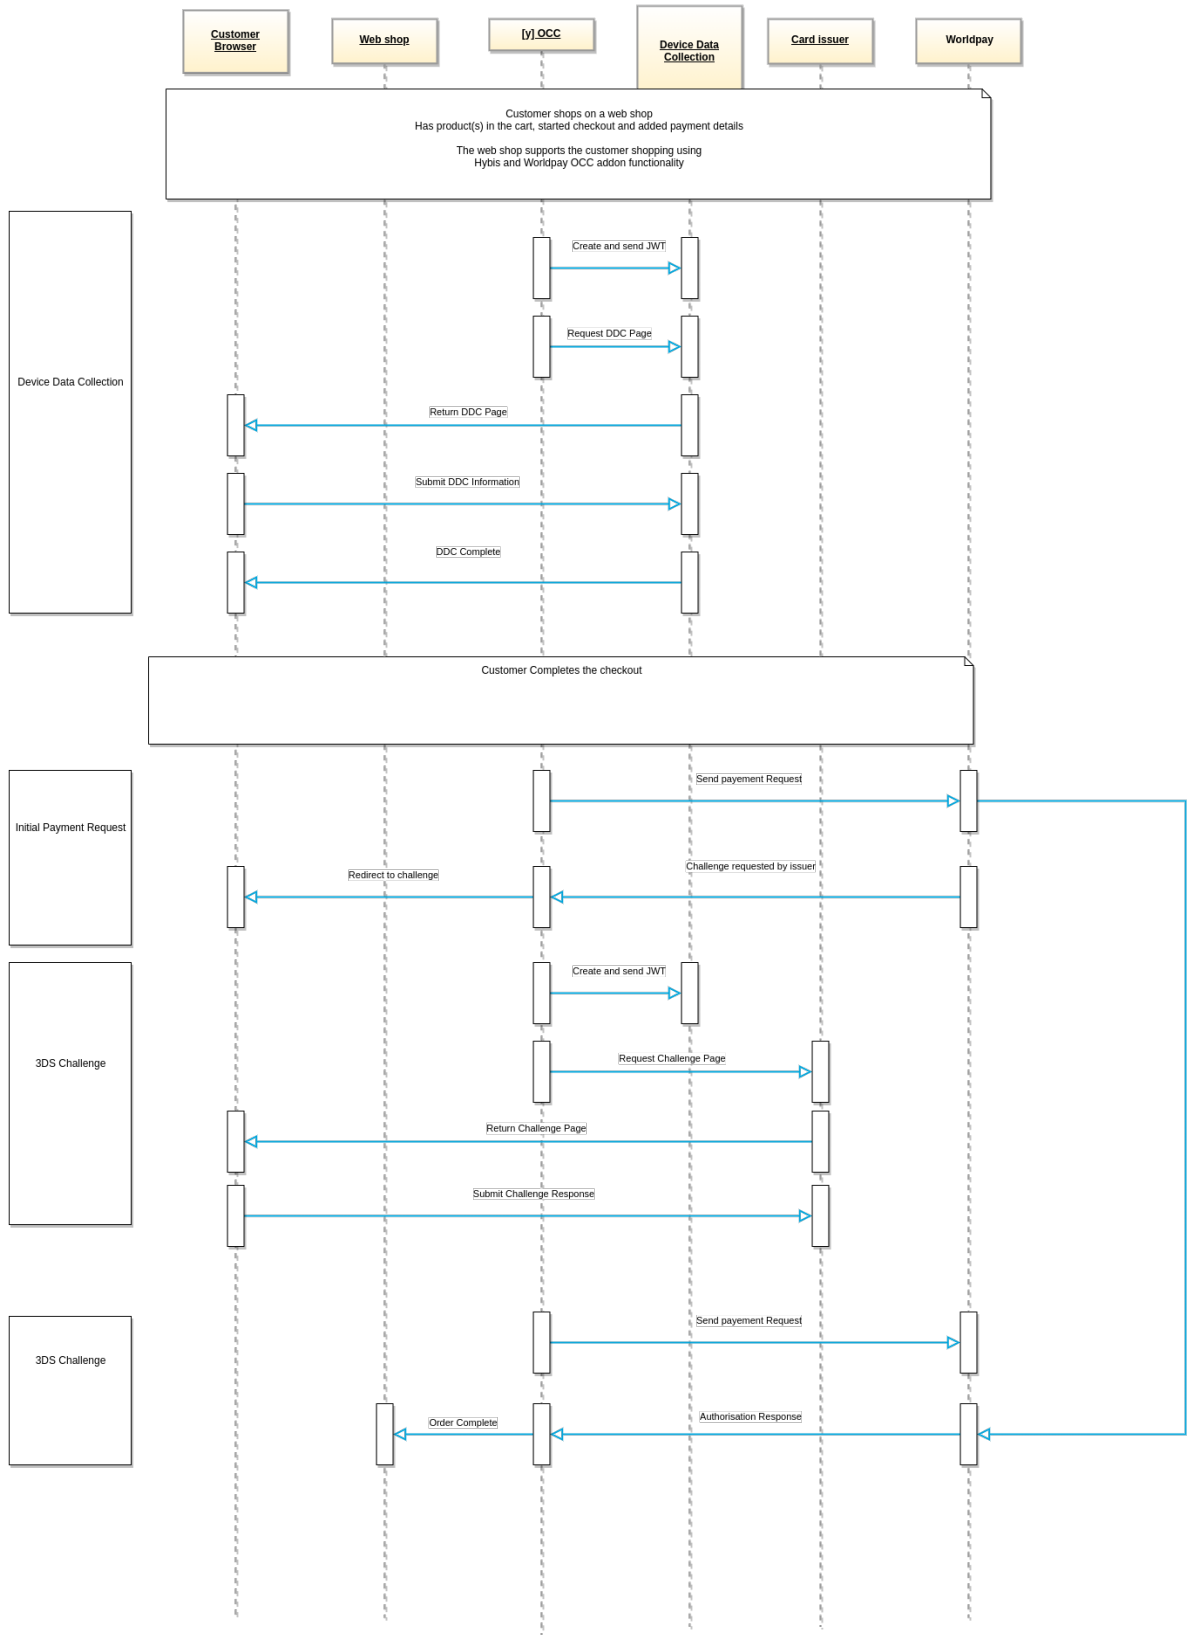 Customer
Browser
Web shop
[y] OCC
Device Data
Collection
Card issuer
Worldpay
Customer shops on a web shop
Has product(s) in the cart, started checkout and added payment details
The web shop supports the customer shopping using
Hybis and Worldpay OCC addon functionality
Device Data Collection
Create and send JWT
Request DDC Page
Return DDC Page
Submit DDC Information
DDC Complete
Customer Completes the checkout
Initial Payment Request
Send payement Request
Challenge requested by issuer
Redirect to challenge
3DS Challenge
Create and send JWT
Request Challenge Page
Return Challenge Page
Submit Challenge Response
3DS Challenge
Send payement Request
Authorisation Response
Order Complete